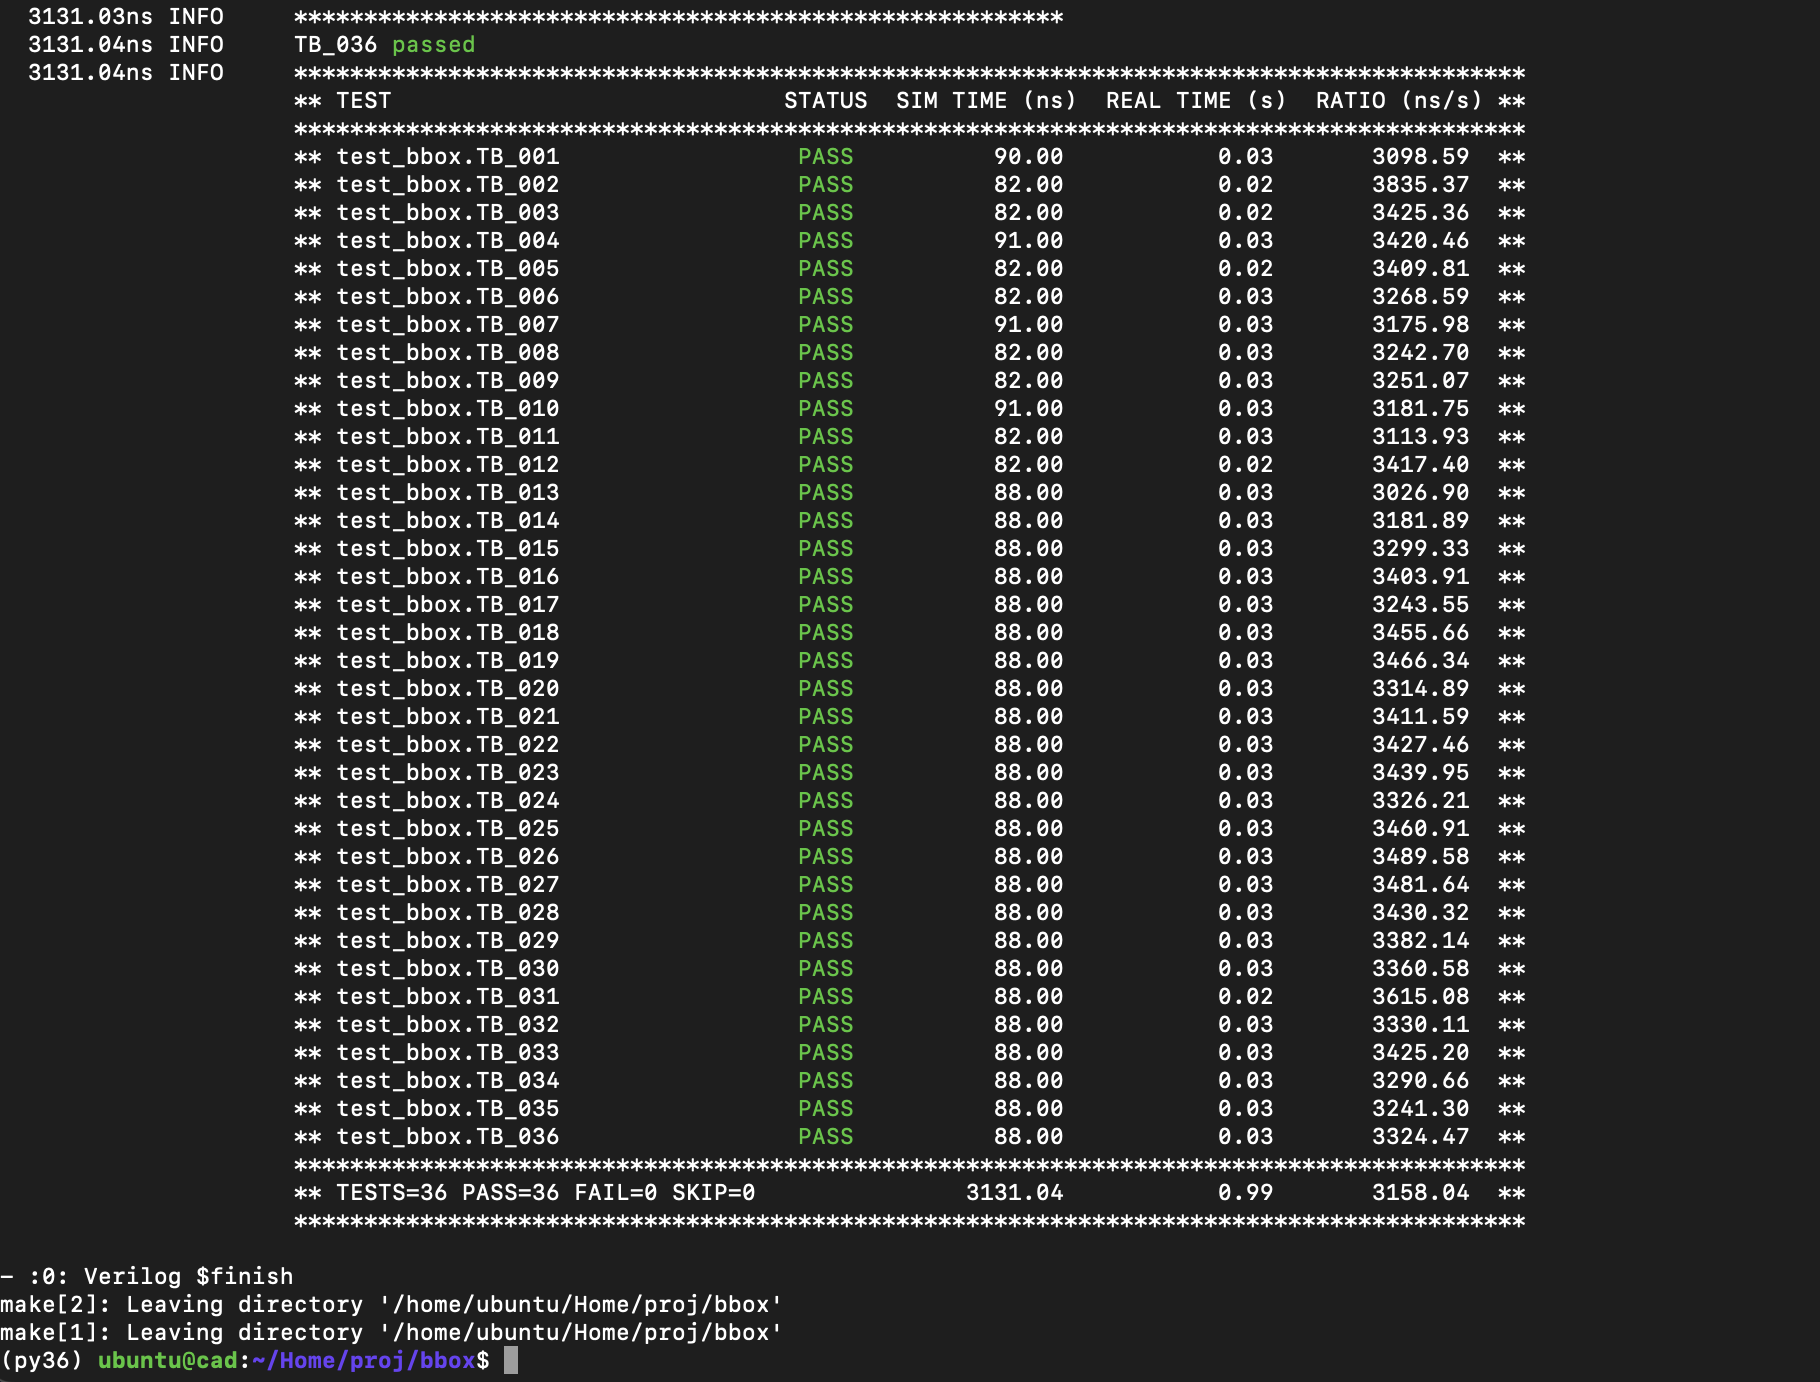 3131.03ns INFO     *******************************************************
3131.04ns INFO     TB_036 passed
3131.04ns INFO     ****************************************************************************************
** TEST                            STATUS  SIM TIME (ns)  REAL TIME (s)  RATIO (ns/s) **
****************************************************************************************
** test_bbox.TB_001                 PASS          90.00           0.03       3098.59  **
** test_bbox.TB_002                 PASS          82.00           0.02       3835.37  **
** test_bbox.TB_003                 PASS          82.00           0.02       3425.36  **
** test_bbox.TB_004                 PASS          91.00           0.03       3420.46  **
** test_bbox.TB_005                 PASS          82.00           0.02       3409.81  **
** test_bbox.TB_006                 PASS          82.00           0.03       3268.59  **
** test_bbox.TB_007                 PASS          91.00           0.03       3175.98  **
** test_bbox.TB_008                 PASS          82.00           0.03       3242.70  **
** test_bbox.TB_009                 PASS          82.00           0.03       3251.07  **
** test_bbox.TB_010                 PASS          91.00           0.03       3181.75  **
** test_bbox.TB_011                 PASS          82.00           0.03       3113.93  **
** test_bbox.TB_012                 PASS          82.00           0.02       3417.40  **
** test_bbox.TB_013                 PASS          88.00           0.03       3026.90  **
** test_bbox.TB_014                 PASS          88.00           0.03       3181.89  **
** test_bbox.TB_015                 PASS          88.00           0.03       3299.33  **
** test_bbox.TB_016                 PASS          88.00           0.03       3403.91  **
** test_bbox.TB_017                 PASS          88.00           0.03       3243.55  **
** test_bbox.TB_018                 PASS          88.00           0.03       3455.66  **
** test_bbox.TB_019                 PASS          88.00           0.03       3466.34  **
** test_bbox.TB_020                 PASS          88.00           0.03       3314.89  **
** test_bbox.TB_021                 PASS          88.00           0.03       3411.59  **
** test_bbox.TB_022                 PASS          88.00           0.03       3427.46  **
** test_bbox.TB_023                 PASS          88.00           0.03       3439.95  **
** test_bbox.TB_024                 PASS          88.00           0.03       3326.21  **
** test_bbox.TB_025                 PASS          88.00           0.03       3460.91  **
** test_bbox.TB_026                 PASS          88.00           0.03       3489.58  **
** test_bbox.TB_027                 PASS          88.00           0.03       3481.64  **
** test_bbox.TB_028                 PASS          88.00           0.03       3430.32  **
** test_bbox.TB_029                 PASS          88.00           0.03       3382.14  **
** test_bbox.TB_030                 PASS          88.00           0.03       3360.58  **
** test_bbox.TB_031                 PASS          88.00           0.02       3615.08  **
** test_bbox.TB_032                 PASS          88.00           0.03       3330.11  **
** test_bbox.TB_033                 PASS          88.00           0.03       3425.20  **
** test_bbox.TB_034                 PASS          88.00           0.03       3290.66  **
** test_bbox.TB_035                 PASS          88.00           0.03       3241.30  **
** test_bbox.TB_036                 PASS          88.00           0.03       3324.47  **
****************************************************************************************
** TESTS=36 PASS=36 FAIL=0 SKIP=0               3131.04           0.99       3158.04  **
****************************************************************************************
- :0: Verilog $finish
make[2]: Leaving directory '/home/ubuntu/Home/proj/bbox'
make[1]: Leaving directory '/home/ubuntu/Home/proj/bbox'
(py36) ubuntu@cad:~/Home/proj/bbox$